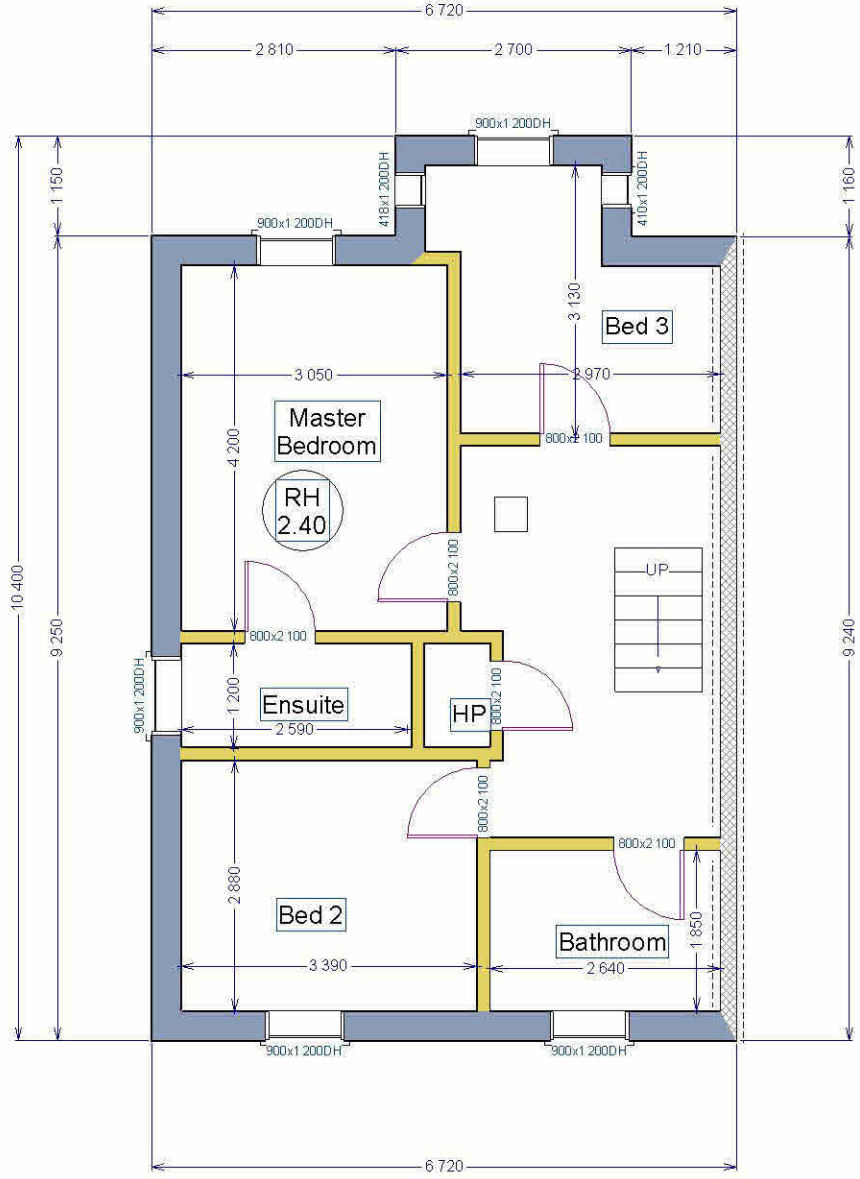 6 720
2 810
2 700
1 210
900x1 200DH
1 150
418x1 200DH
410x1 200DH
1 160
900x1 200DH
3 130
Bed 3
3 050
2 970
Master
Bedroom
4 200
800x2 100
RH
2.40
800x2 100
UP
10 400
9 250
9 240
800x2 100
900x1 200DH
1 200
Ensuite
2 590
HP
800x2 100
800x2 100
800x2 100
2 880
Bed 2
1 850
Bathroom
3 390
2 640
900x1 200DH
900x1 200DH
6 720